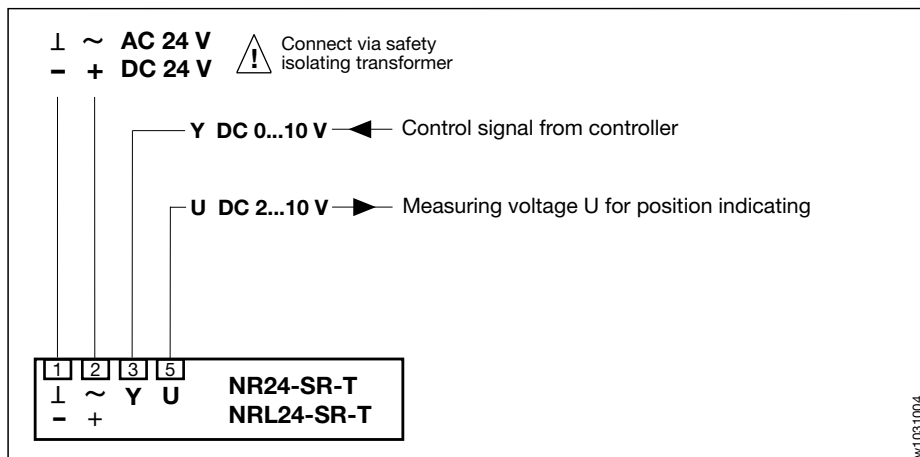 ⊥ ~ AC 24 V
– + DC 24 V
Connect via safety
isolating transformer
!
Y DC 0...10 V Control signal from controller
U DC 2...10 V Measuring voltage U for position indicating
1 2 3 5
⊥ ~ Y U NR24-SR-T
– + NRL24-SR-T
w1031004